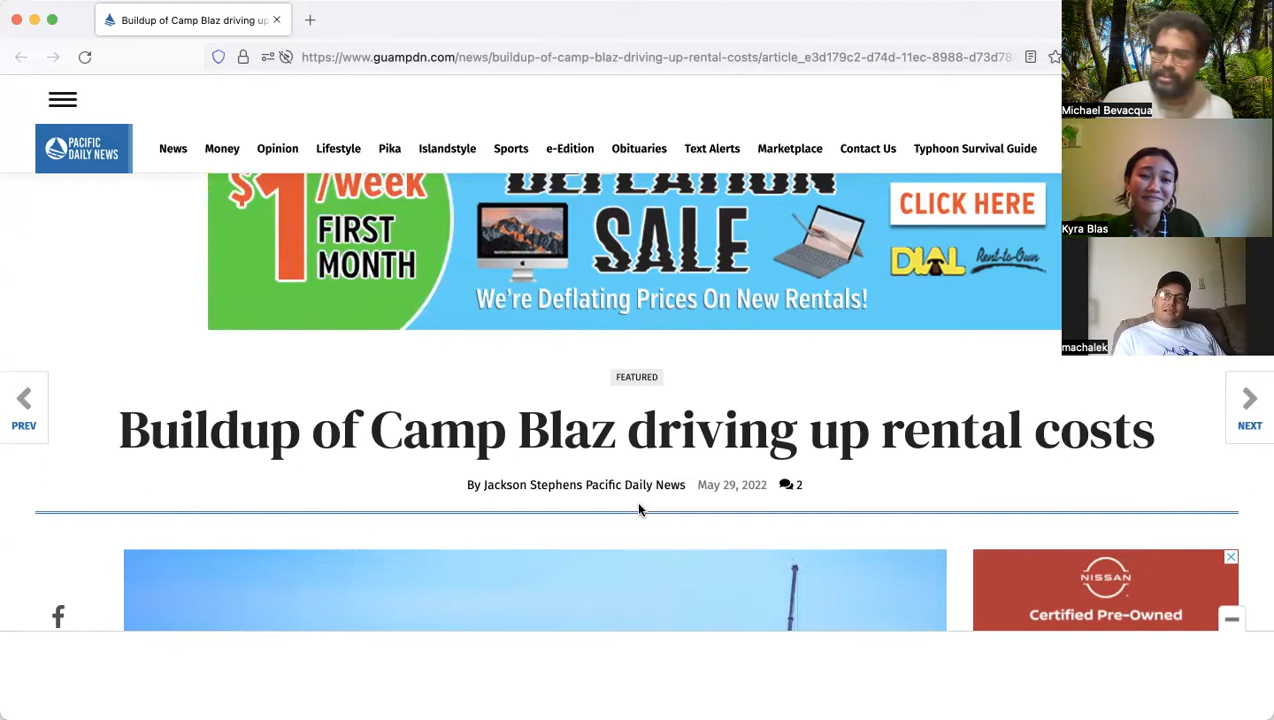 Buildup of Camp Blaz driving up
https://www.guampdn.com/news/buildup-of-camp-blaz-driving-up-rental-costs/article_e3d179c2-d74d-11ec-8988-d73d78
PACIFIC
DAILY NEWS
News Money Opinion Lifestyle Pika Islandstyle Sports e-Edition Obituaries Text Alerts Marketplace Contact Us Typhoon Survival Guide
$1/week
FIRST
MONTH
DEFLATION
SALE
We're Deflating Prices On New Rentals!
CLICK HERE
DIAL Rent-to-Own
Michael Bevacqua
Kyra Blas
machalek
FEATURED
PREV
NEXT
Buildup of Camp Blaz driving up rental costs
By Jackson Stephens Pacific Daily News May 29, 2022 2
NISSAN
Certified Pre-Owned